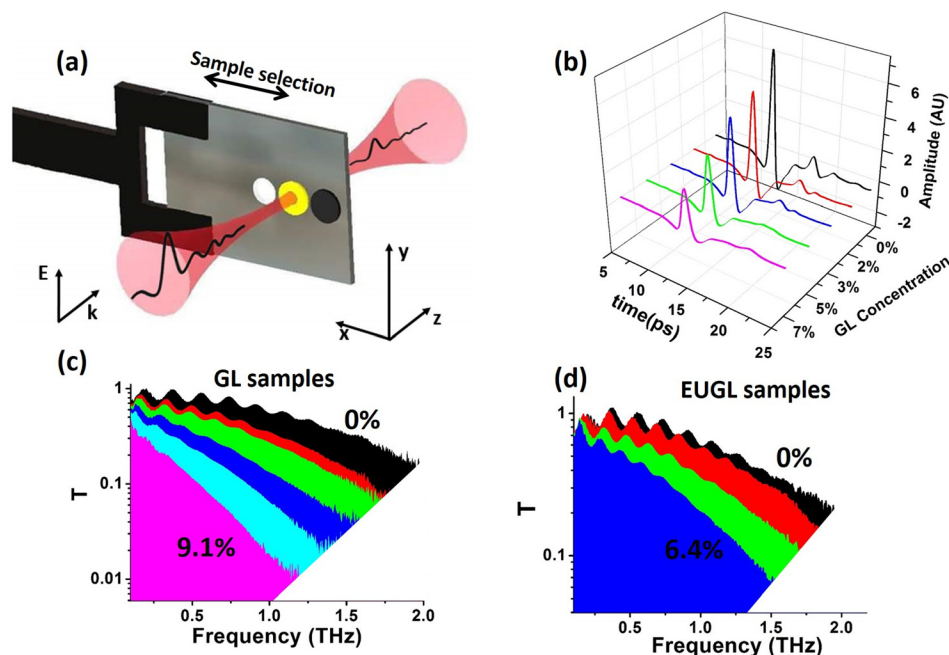 (a)
Sample selection
E
k
y
z
x
(b)
6
4
2
0
-2
Amplitude (AU)
0%
2%
3%
5%
7%
GL Concentration
5
10
15
20
25
time(ps)
(c)
GL samples
0%
9.1%
1
0.1
0.01
T
0.5
1.0
1.5
2.0
Frequency (THz)
(d)
EUGL samples
0%
6.4%
1
0.1
T
0.5
1.0
1.5
2.0
Frequency (THz)